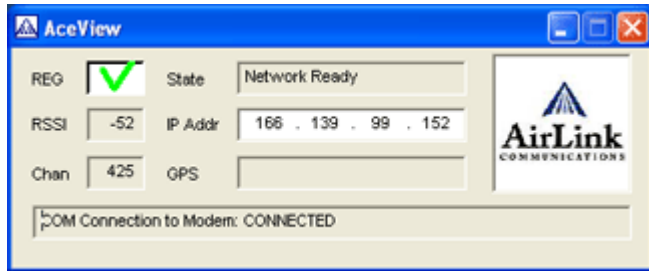 AceView
REG State Network Ready
RSSI -52 IP Addr 166 . 139 . 99 . 152
Chan 425 GPS
AirLink
COMMUNICATIONS
COM Connection to Modem: CONNECTED